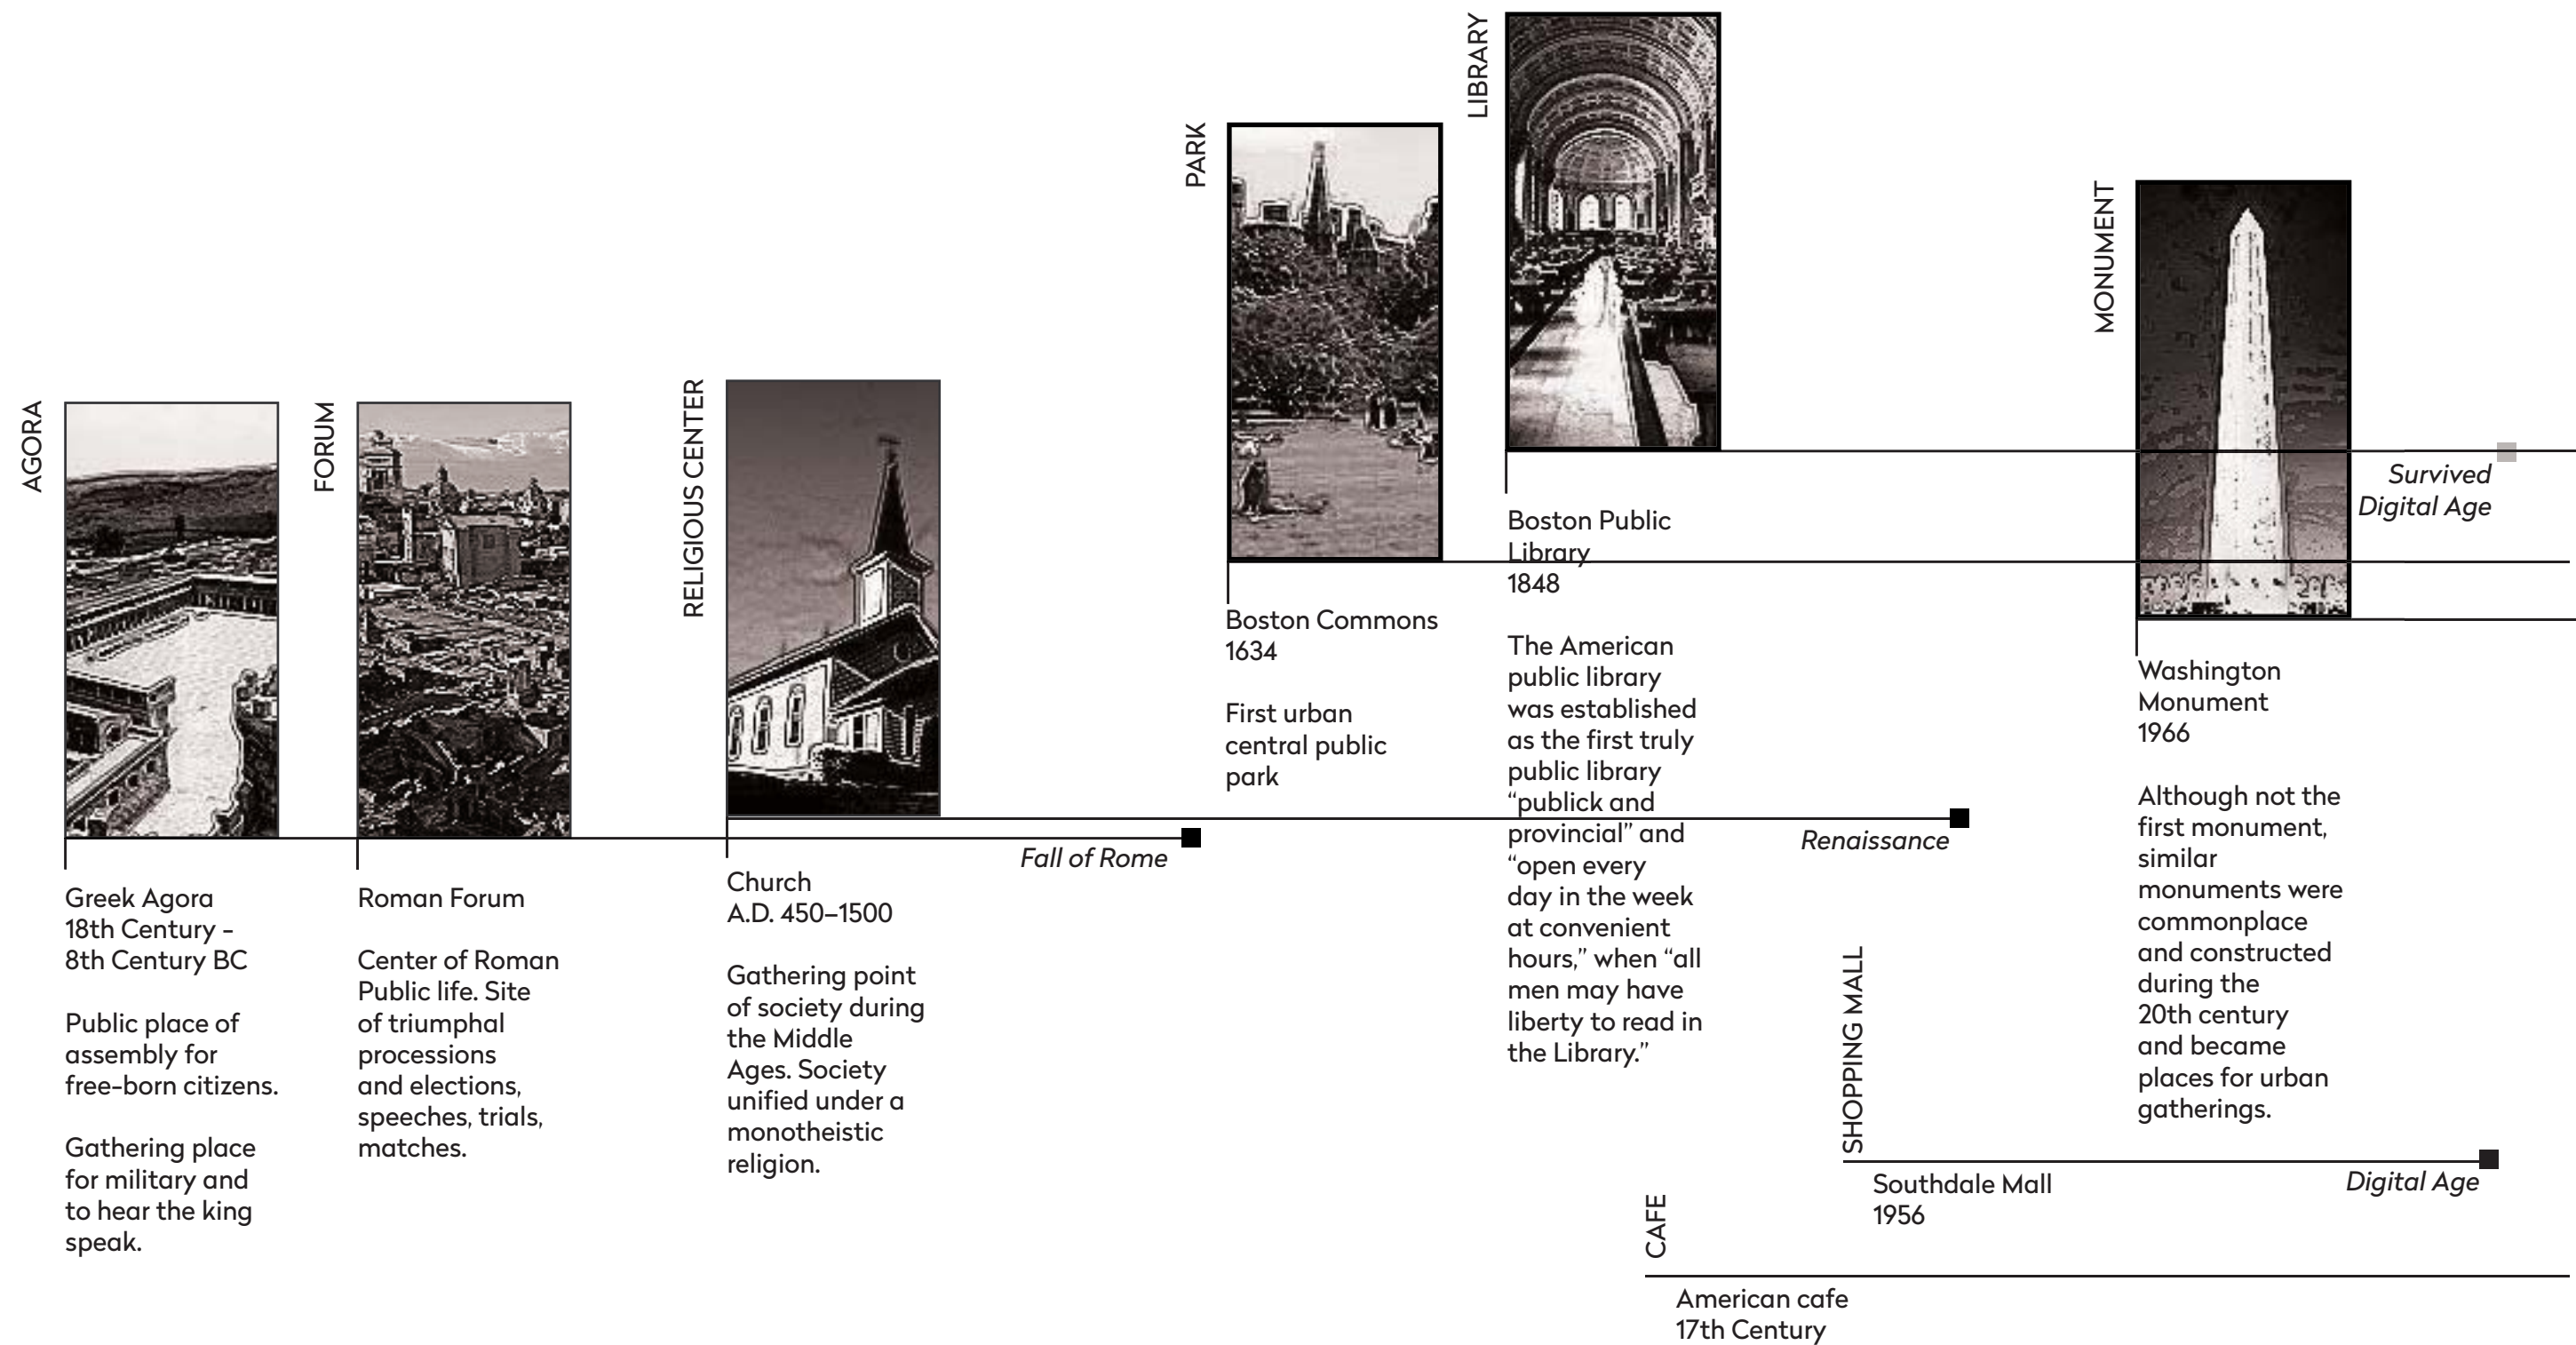 AGORA
Greek Agora
18th Century -
8th Century BC
Public place of
assembly for
free-born citizens.
Gathering place
for military and
to hear the king
speak.
FORUM
Roman Forum
Center of Roman
Public life. Site
of triumphal
processions
and elections,
speeches, trials,
matches.
RELIGIOUS CENTER
Church
A.D. 450–1500
Gathering point
of society during
the Middle
Ages. Society
unified under a
monotheistic
religion.
Fall of Rome
PARK
Boston Commons
1634
First urban
central public
park
LIBRARY
Boston Public
Library
1848
The American
public library
was established
as the first truly
public library
“publick and
provincial” and
“open every
day in the week
at convenient
hours,” when “all
men may have
liberty to read in
the Library.”
Renaissance
MONUMENT
Survived
Digital Age
Washington
Monument
1966
Although not the
first monument,
similar
monuments were
commonplace
and constructed
during the
20th century
and became
places for urban
gatherings.
SHOPPING MALL
Southdale Mall
1956
Digital Age
CAFE
American cafe
17th Century